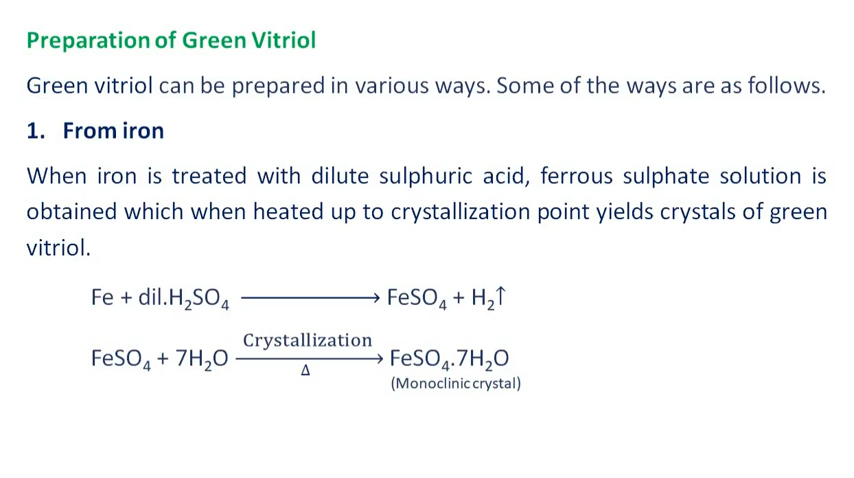 Preparation of Green Vitriol
Green vitriol can be prepared in various ways. Some of the ways are as follows.
1. From iron
When iron is treated with dilute sulphuric acid, ferrous sulphate solution is
obtained which when heated up to crystallization point yields crystals of green
vitriol.
Fe + dil.H₂SO₄ ⟶ FeSO₄ + H₂↑
Crystallization
FeSO₄ + 7H₂O ⟶ FeSO₄.7H₂O
Δ
(Monoclinic crystal)